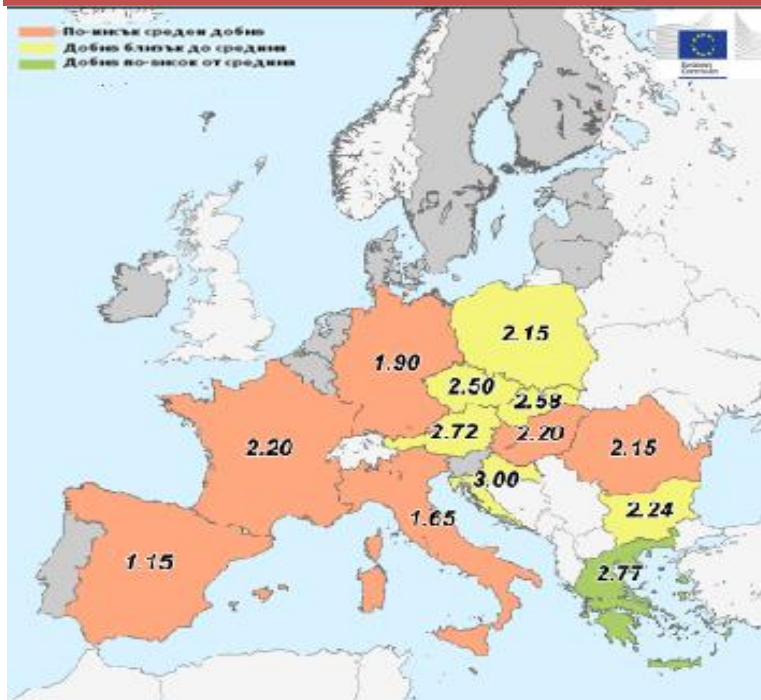 По-нисък среден добив
Добив близък до средния
Добив по-висок от средния
European
Commission
2.15
1.90
2.50
2.58
2.72
2.20
2.20
2.15
3.00
1.65
2.24
1.15
2.77